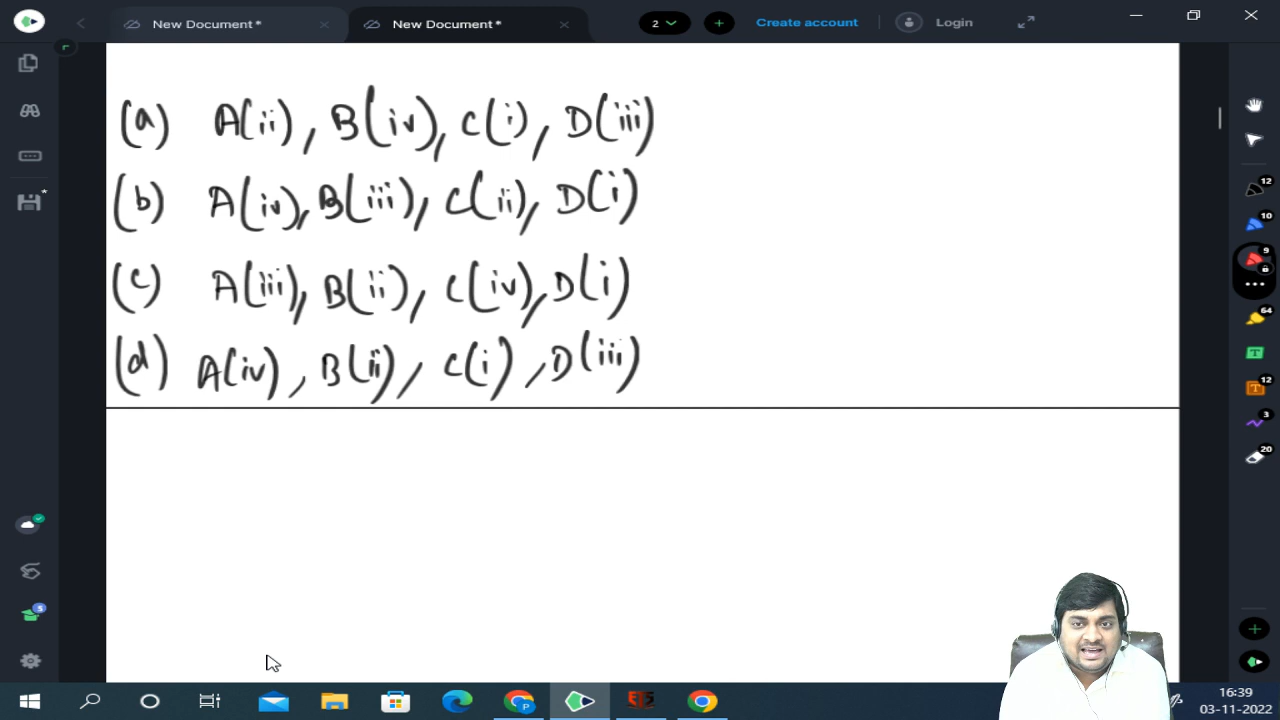 New Document *
New Document *
2
Create account
Login
12
10
9
64
12
3
20
5
(a) A(ii), B(iv), C(i), D(iii)
(b) A(iv), B(iii), C(ii), D(i)
(c) A(iii), B(ii), C(iv), D(i)
(d) A(iv), B(ii), C(i), D(iii)
16:39
03-11-2022